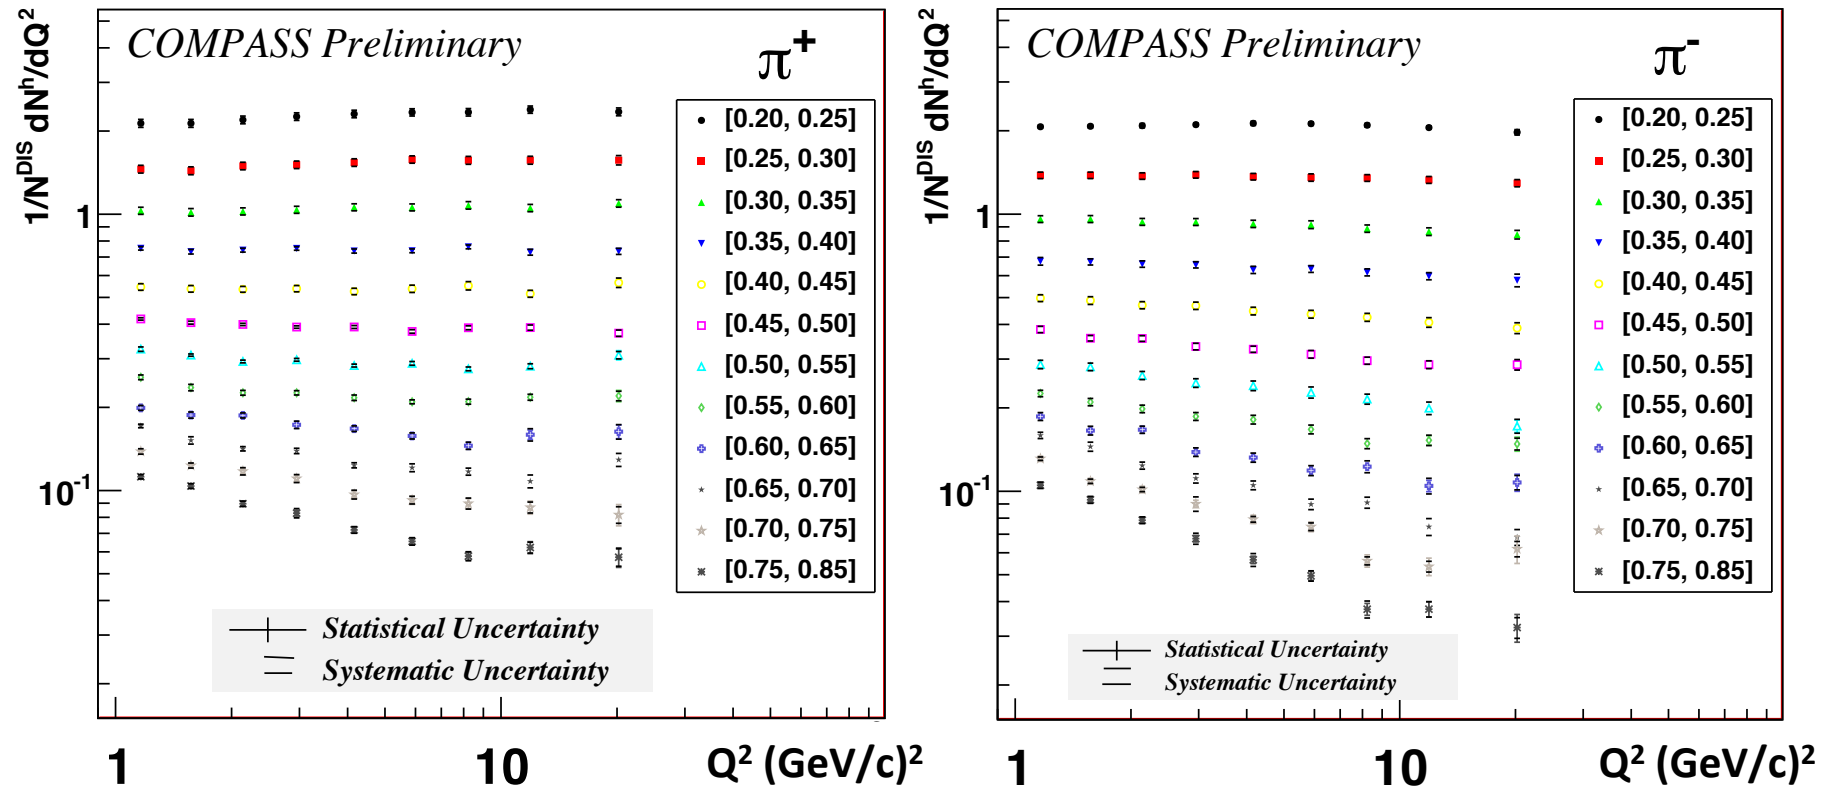 1/N^DIS dN^h/dQ^2
COMPASS Preliminary
π^+
[0.20, 0.25]
[0.25, 0.30]
[0.30, 0.35]
[0.35, 0.40]
[0.40, 0.45]
[0.45, 0.50]
[0.50, 0.55]
[0.55, 0.60]
[0.60, 0.65]
[0.65, 0.70]
[0.70, 0.75]
[0.75, 0.85]
1
10^-1
Statistical Uncertainty
Systematic Uncertainty
1
10
Q² (GeV/c)²
1/N^DIS dN^h/dQ^2
COMPASS Preliminary
π^-
[0.20, 0.25]
[0.25, 0.30]
[0.30, 0.35]
[0.35, 0.40]
[0.40, 0.45]
[0.45, 0.50]
[0.50, 0.55]
[0.55, 0.60]
[0.60, 0.65]
[0.65, 0.70]
[0.70, 0.75]
[0.75, 0.85]
1
10^-1
Statistical Uncertainty
Systematic Uncertainty
1
10
Q² (GeV/c)²